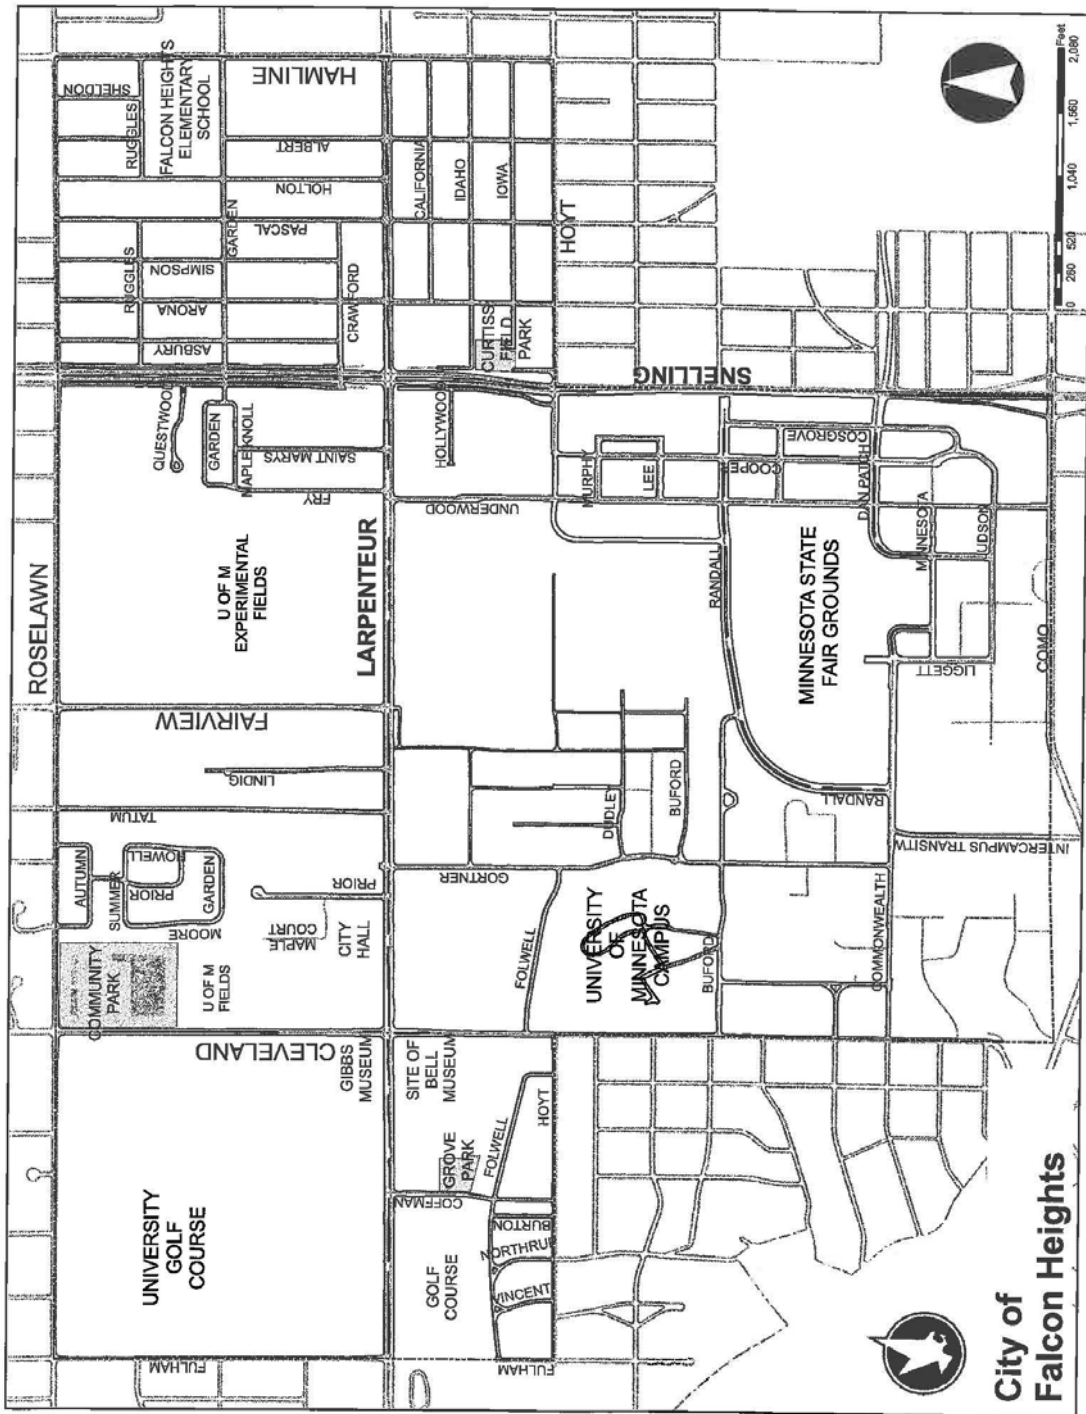 ROSELAWN
FULHAM
UNIVERSITY
GOLF
COURSE
CLEVELAND
GIBBS
MUSEUM
COMMUNITY
PARK
U OF M
FIELDS
MOORE
AUTUMN
SUMMER
PRIOR
HOWELL
GARDEN
MAPLE
COURT
CITY
HALL
PRIOR
TATUM
LINDIG
FAIRVIEW
U OF M
EXPERIMENTAL
FIELDS
QUESTWOOD
GARDEN
MAPLE KNOLL
FRY
SAINT MARYS
ASBURY
ARONA
RUGGLES
SIMPSON
PASCAL
GARDEN
CRAWFORD
HOLTON
ALBERT
RUGGLES
SHELDON
FALCON HEIGHTS
ELEMENTARY
SCHOOL
HAMLINE
LARPENTEUR
FULHAM
GOLF
COURSE
VINCENT
NORTHRUP
BURTON
COFFMAN
GROVE
PARK
FOLWELL
HOYT
SITE OF
BELL
MUSEUM
GORTNER
FOLWELL
UNIVERSITY
OF
MINNESOTA
CAMPUS
BUFORD
DUDLEY
BUFORD
UNDERWOOD
HOLLYWOOD
MURPHY
LEE
COOPER
COSGROVE
DAN PATCH
RANDALL
MINNESOTA STATE
FAIR GROUNDS
RANDALL
COMMONWEALTH
INTERCAMPUS TRANSITW
LIGGETT
MINNESOTA
UDSON
COMO
SNELLING
CURTISS
FIELD
PARK
CALIFORNIA
IDAHO
IOWA
HOYT
City of
Falcon Heights
0 260 520 1,040 1,560 2,080
Feet